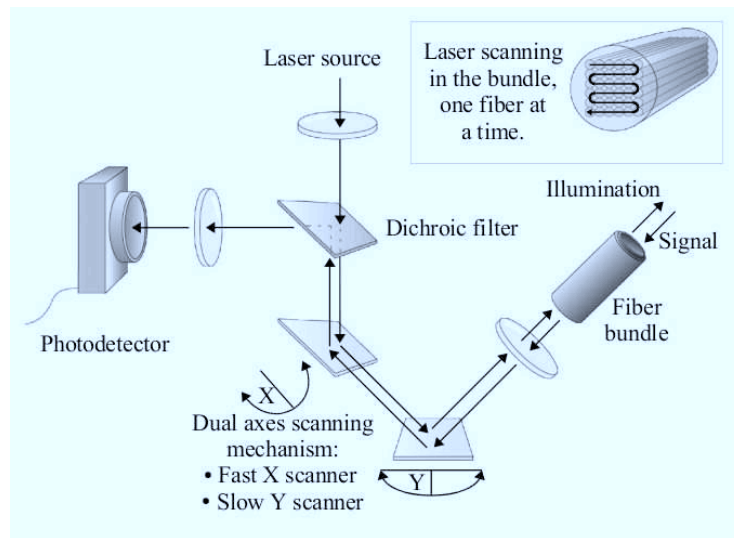 Laser source
Laser scanning
in the bundle,
one fiber at
a time.
Illumination
Signal
Dichroic filter
Fiber
bundle
Photodetector
X
Dual axes scanning
mechanism:
• Fast X scanner
• Slow Y scanner
Y